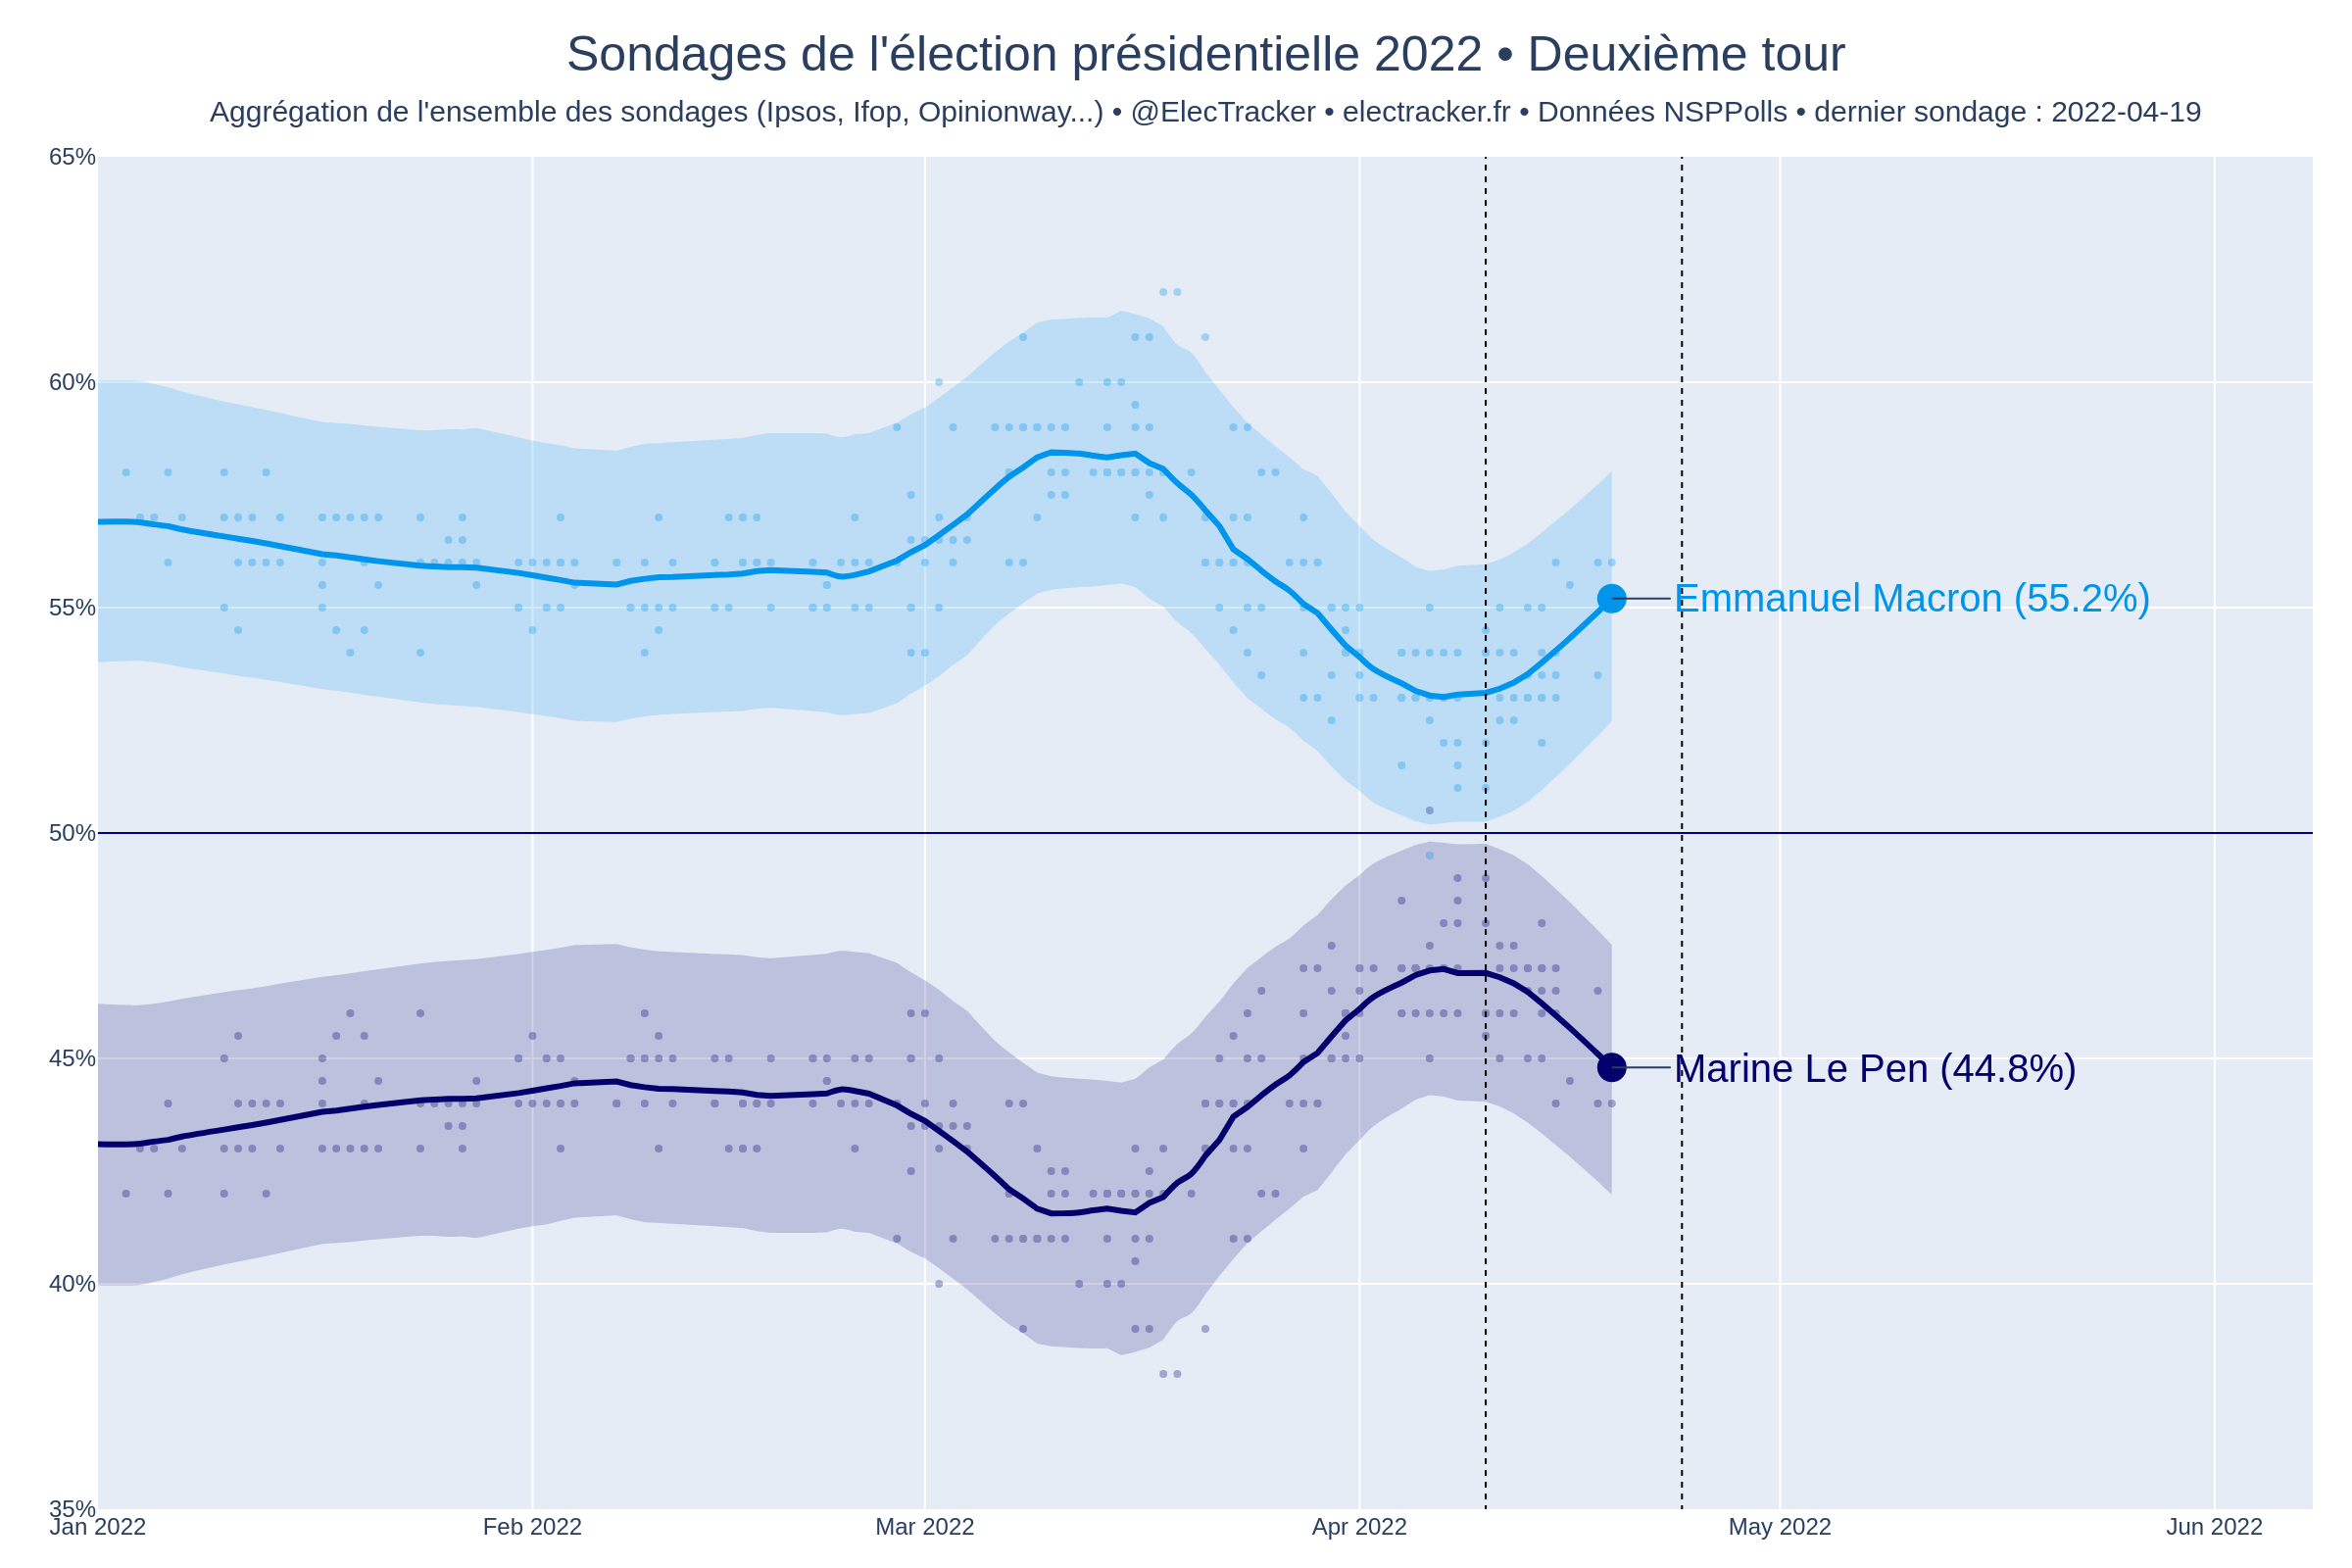 Sondages de l'élection présidentielle 2022 • Deuxième tour
Aggrégation de l'ensemble des sondages (Ipsos, Ifop, Opinionway...) • @ElecTracker • electracker.fr • Données NSPPolls • dernier sondage : 2022-04-19
65%
60%
55%
Emmanuel Macron (55.2%)
50%
45%
Marine Le Pen (44.8%)
40%
35%
Jan 2022 Feb 2022 Mar 2022 Apr 2022 May 2022 Jun 2022